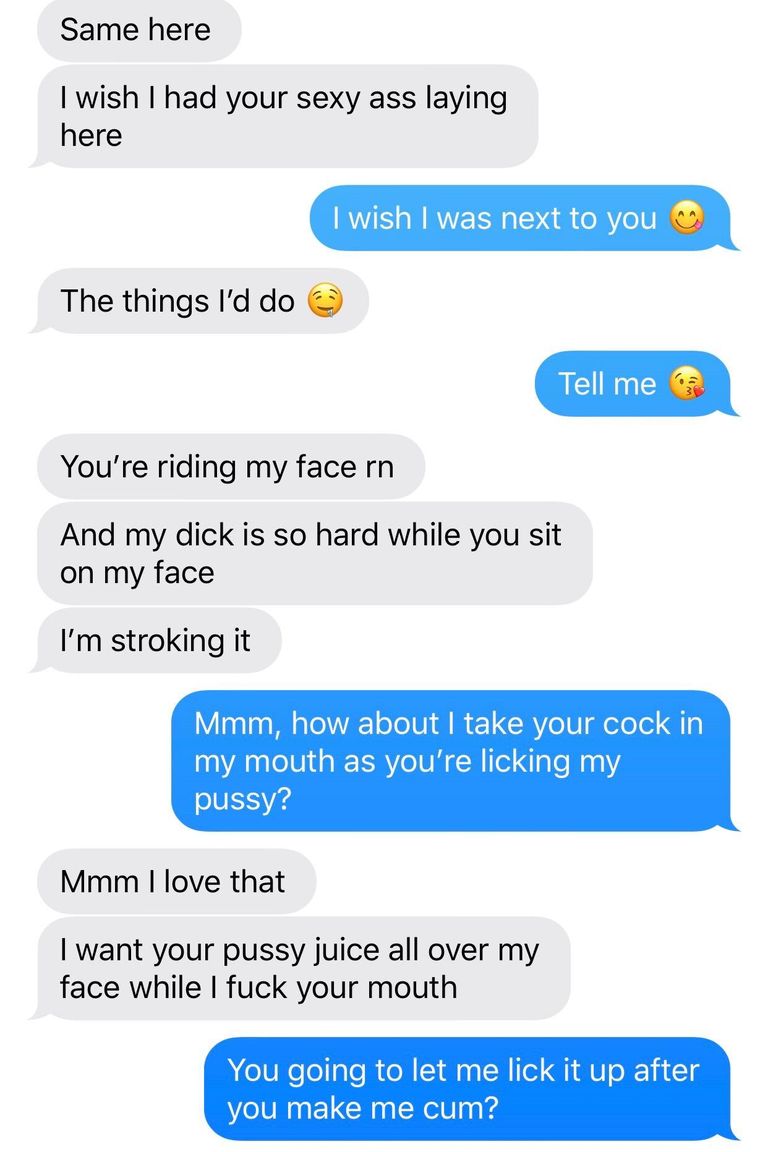 Same here
I wish I had your sexy ass laying
here
I wish I was next to you 😋
The things I'd do 🤤
Tell me 😘
You're riding my face rn
And my dick is so hard while you sit
on my face
I'm stroking it
Mmm, how about I take your cock in
my mouth as you're licking my
pussy?
Mmm I love that
I want your pussy juice all over my
face while I fuck your mouth
You going to let me lick it up after
you make me cum?